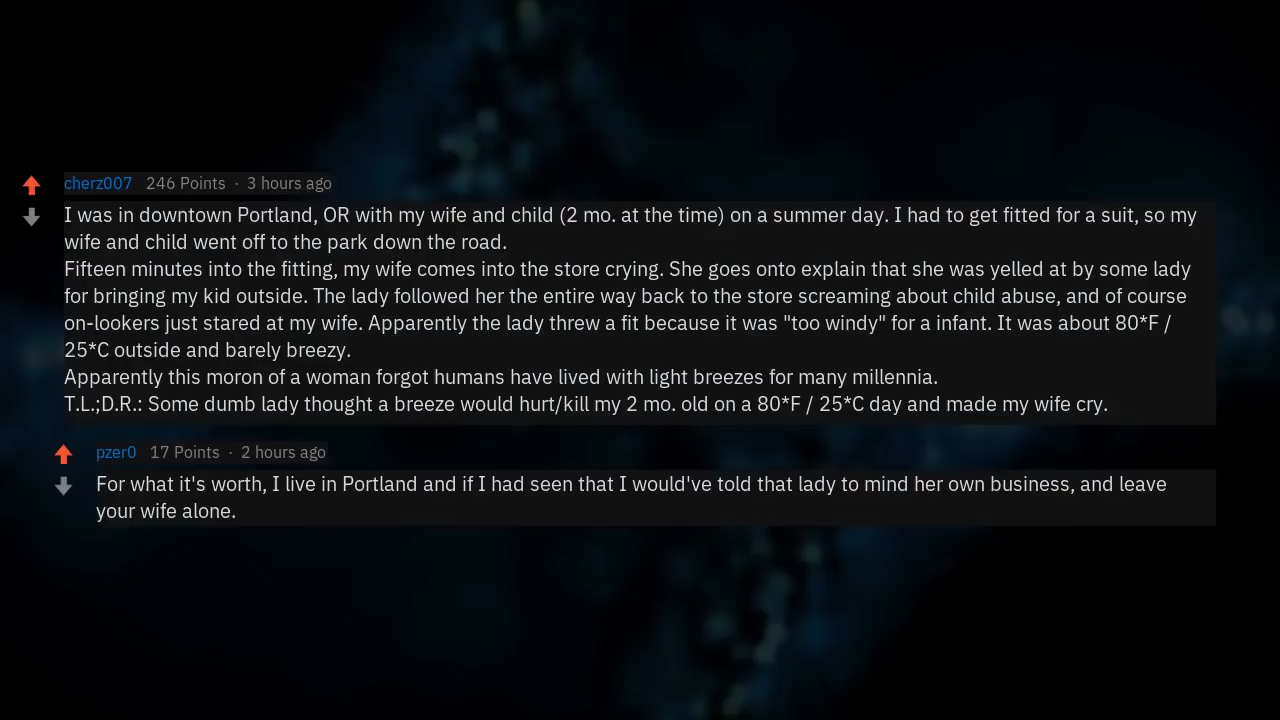 cherz007 246 Points · 3 hours ago
I was in downtown Portland, OR with my wife and child (2 mo. at the time) on a summer day. I had to get fitted for a suit, so my
wife and child went off to the park down the road.
Fifteen minutes into the fitting, my wife comes into the store crying. She goes onto explain that she was yelled at by some lady
for bringing my kid outside. The lady followed her the entire way back to the store screaming about child abuse, and of course
on-lookers just stared at my wife. Apparently the lady threw a fit because it was "too windy" for a infant. It was about 80*F /
25*C outside and barely breezy.
Apparently this moron of a woman forgot humans have lived with light breezes for many millennia.
T.L.;D.R.: Some dumb lady thought a breeze would hurt/kill my 2 mo. old on a 80*F / 25*C day and made my wife cry.
pzer0 17 Points · 2 hours ago
For what it's worth, I live in Portland and if I had seen that I would've told that lady to mind her own business, and leave
your wife alone.